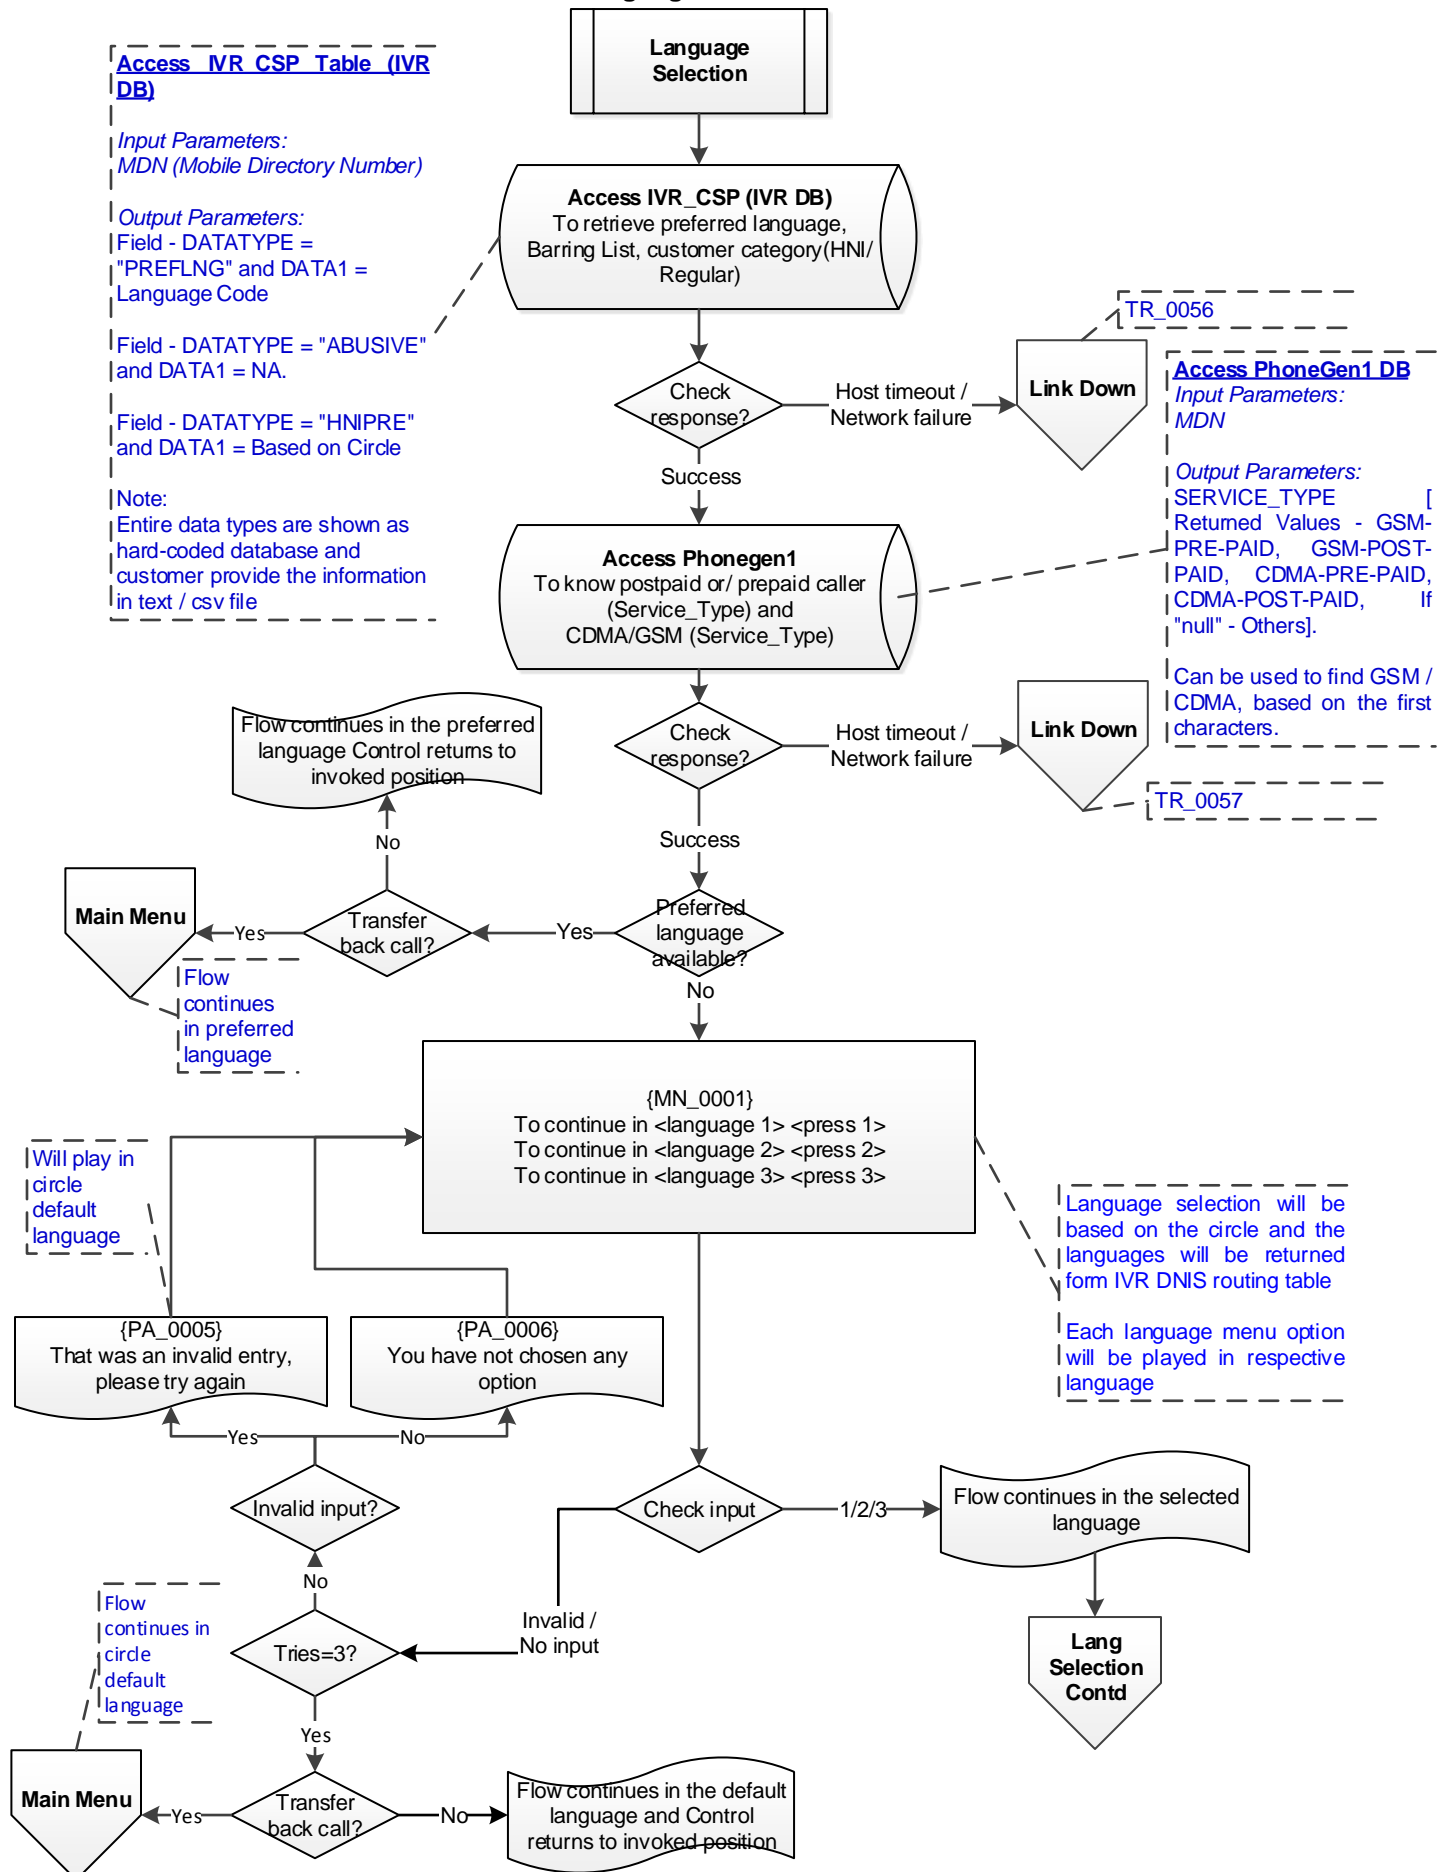 Language
Selection
Access IVR CSP Table (IVR
DB)
Input Parameters:
MDN (Mobile Directory Number)
Output Parameters:
Field - DATATYPE =
"PREFLNG" and DATA1 =
Language Code
Field - DATATYPE = "ABUSIVE"
and DATA1 = NA.
Field - DATATYPE = "HNIPRE"
and DATA1 = Based on Circle
Note:
Entire data types are shown as
hard-coded database and
customer provide the information
in text / csv file
Access IVR_CSP (IVR DB)
To retrieve preferred language,
Barring List, customer category(HNI/
Regular)
Check
response?
Host timeout /
Network failure
Link Down
TR_0056
Success
Access PhoneGen1 DB
Input Parameters:
MDN
Output Parameters:
SERVICE_TYPE [
Returned Values - GSM-
PRE-PAID, GSM-POST-
PAID, CDMA-PRE-PAID,
CDMA-POST-PAID, If
"null" - Others].
Can be used to find GSM /
CDMA, based on the first
characters.
Access Phonegen1
To know postpaid or/ prepaid caller
(Service_Type) and
CDMA/GSM (Service_Type)
Check
response?
Host timeout /
Network failure
Link Down
TR_0057
Success
Flow continues in the preferred
language Control returns to
invoked position
No
Main Menu
Yes
Transfer
back call?
Yes
Preferred
language
available?
Flow
continues
in preferred
language
No
{MN_0001}
To continue in <language 1> <press 1>
To continue in <language 2> <press 2>
To continue in <language 3> <press 3>
Will play in
circle
default
language
Language selection will be
based on the circle and the
languages will be returned
form IVR DNIS routing table
Each language menu option
will be played in respective
language
{PA_0005}
That was an invalid entry,
please try again
{PA_0006}
You have not chosen any
option
Yes
No
Invalid input?
Check input
1/2/3
Flow continues in the selected
language
No
Flow
continues in
circle
default
language
Tries=3?
Invalid /
No input
Lang
Selection
Contd
Yes
Main Menu
Yes
Transfer
back call?
No
Flow continues in the default
language and Control
returns to invoked position